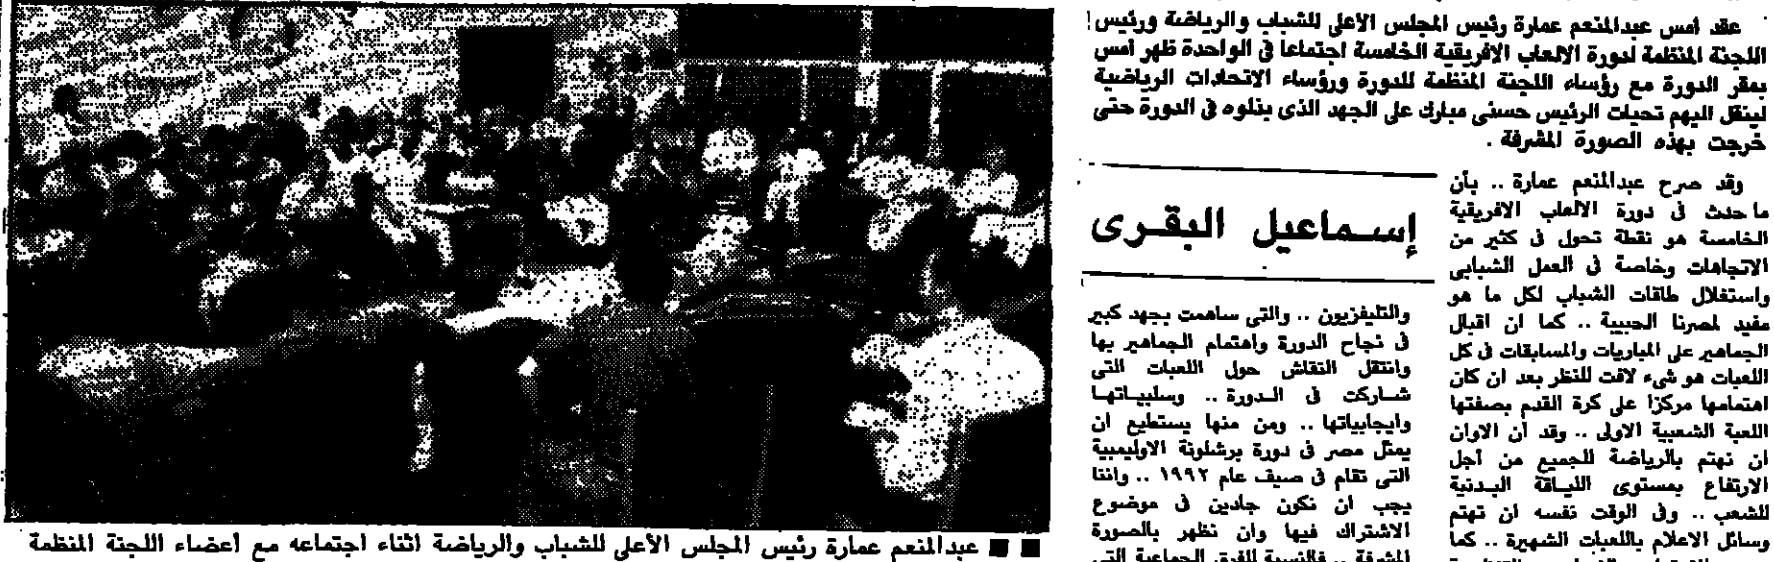 عقد امس عبدالمنعم عمارة رئيس المجلس الأعلى للشباب والرياضة ورئيس
اللجنة المنظمة لدورة الالعاب الافريقية الخامسة اجتماعا فى الواحدة ظهر امس
بمقر الدورة مع رؤساء اللجنة المنظمة للدورة ورؤساء الاتحادات الرياضية
لينقل اليهم تحيات الرئيس حسنى مبارك على الجهد الذى بذلوه فى الدورة حتى
خرجت بهذه الصورة المشرفة .
وقد صرح عبدالمنعم عمارة .. بأن
ما حدث فى دورة الالعاب الافريقية
الخامسة هو نقطة تحول فى كثير من
الاتجاهات وخاصة فى العمل الشبابى
واستغلال طاقات الشباب لكل ما هو
مفيد لمصرنا الحبيبة .. كما ان اقبال
الجماهير على المباريات والمسابقات فى كل
اللعبات هو شىء لافت للنظر بعد ان كان
اهتمامها مركزا على كرة القدم بصفتها
اللعبة الشعبية الاولى .. وقد آن الاوان
ان نهتم بالرياضة للجميع من أجل
الارتفاع بمستوى اللياقة البدنية
للشعب .. وفى الوقت نفسه ان تهتم
وسائل الاعلام باللعبات الشهيرة .. كما
إسماعيل البقرى
والتليفزيون .. والتى ساهمت بجهد كبير
فى نجاح الدورة واهتمام الجماهير بها
وانتقل النقاش حول اللعبات التى
شاركت فى الدورة .. وسلبياتها
وايجابياتها .. ومن منها يستطيع ان
يمثل مصر فى دورة برشلونة الاوليمبية
التى تقام فى صيف عام ١٩٩٢ .. واننا
يجب ان نكون جادين فى موضوع
الاشتراك فيها وان نظهر بالصورة
المشرفة .. فبالنسبة للفرق الجماعية التى
■ ■ عبدالمنعم عمارة رئيس المجلس الأعلى للشباب والرياضة اثناء اجتماعه مع اعضاء اللجنة المنظمة